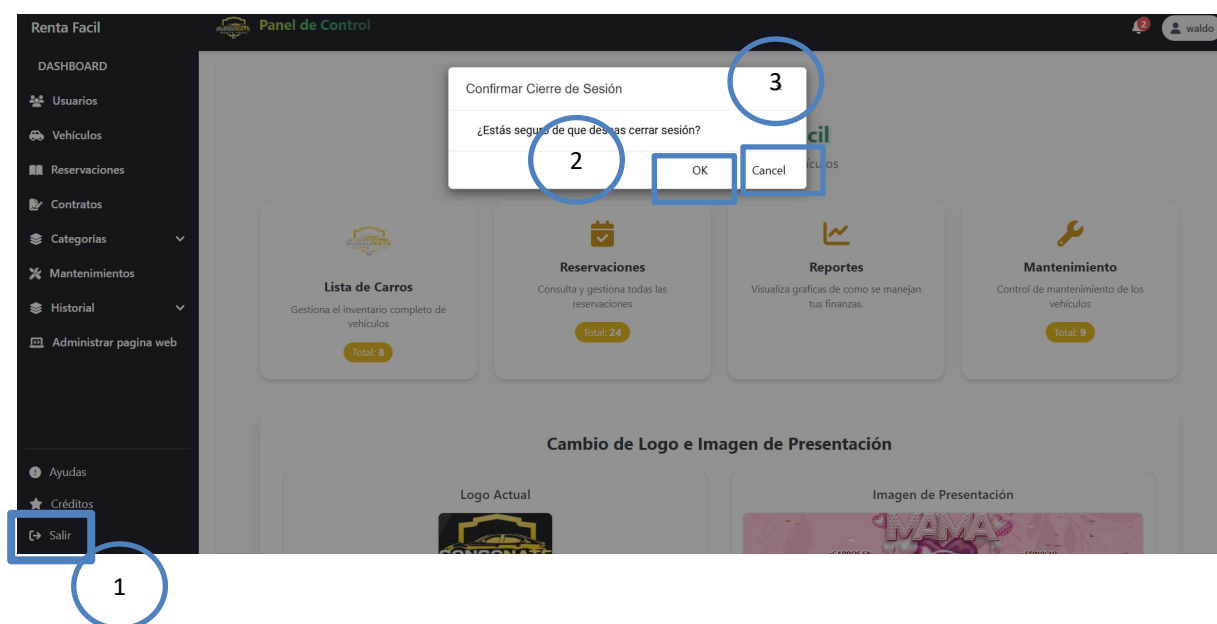 Renta Facil
Panel de Control
2
waldo
DASHBOARD
Usuarios
Vehículos
Reservaciones
Contratos
Categorías
Mantenimientos
Historial
Administrar pagina web
Ayudas
Créditos
Salir
1
Confirmar Cierre de Sesión
3
¿Estás seguro de que deseas cerrar sesión?
2
OK
Cancel
cil
ículos
Lista de Carros
Gestiona el inventario completo de
vehículos
Total: 8
Reservaciones
Consulta y gestiona todas las
reservaciones
Total: 24
Reportes
Visualiza graficas de como se manejan
tus finanzas.
Mantenimiento
Control de mantenimiento de los
vehículos
Total: 9
Cambio de Logo e Imagen de Presentación
Logo Actual
Imagen de Presentación
MAMA